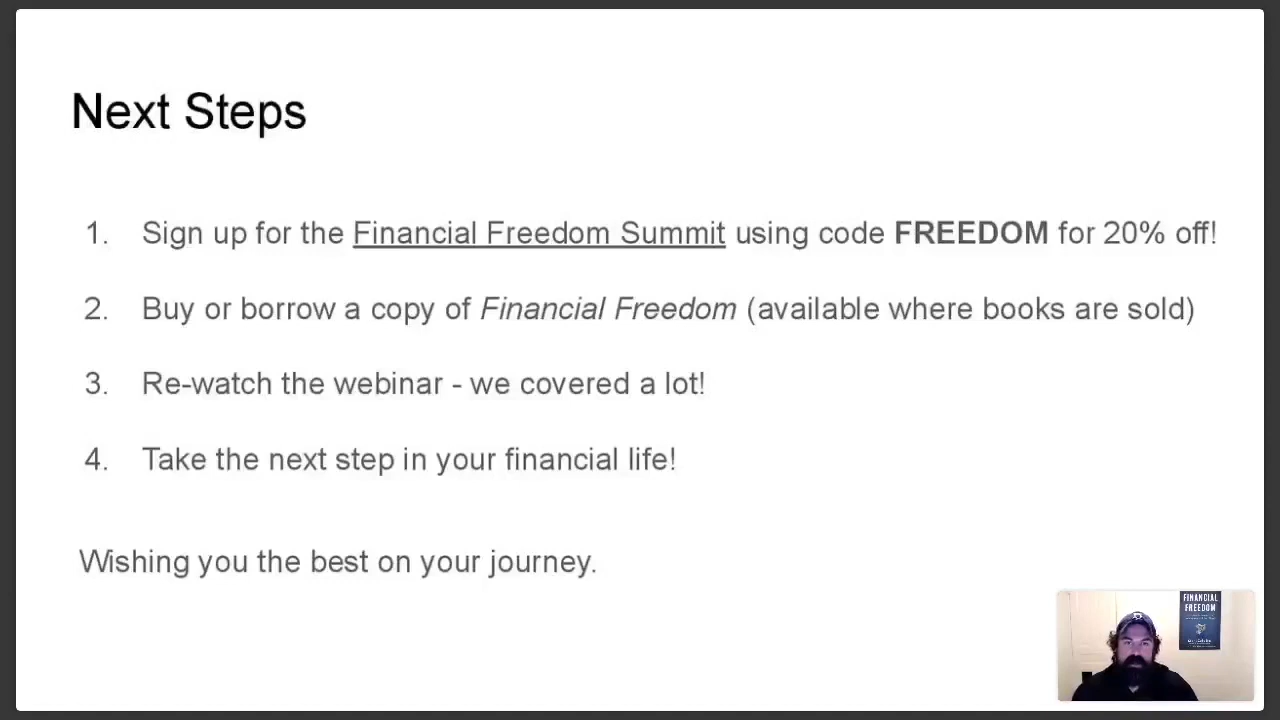 Next Steps
1. Sign up for the Financial Freedom Summit using code FREEDOM for 20% off!
2. Buy or borrow a copy of Financial Freedom (available where books are sold)
3. Re-watch the webinar - we covered a lot!
4. Take the next step in your financial life!
Wishing you the best on your journey.
FINANCIAL
FREEDOM